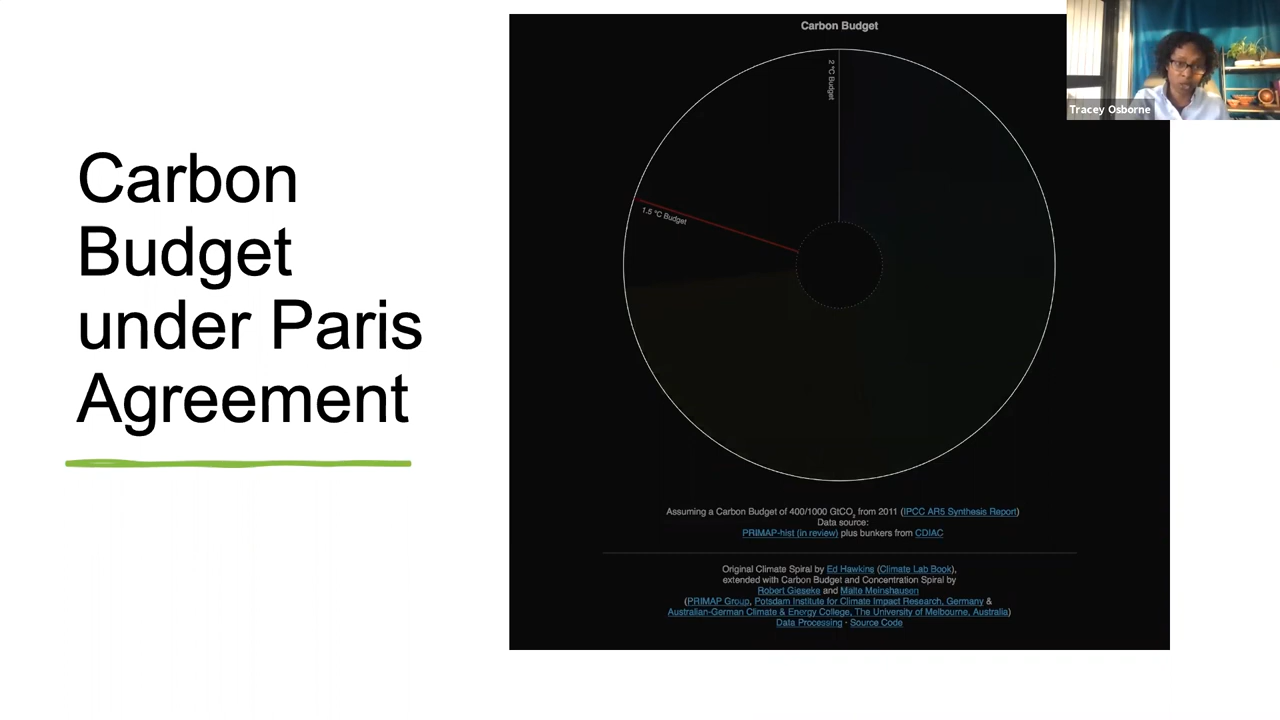 Carbon
Budget
under Paris
Agreement
Carbon Budget
2 °C Budget
1.5 °C Budget
Assuming a Carbon Budget of 400/1000 GtCO2 from 2011 (IPCC AR5 Synthesis Report)
Data source:
PRIMAP-hist (in review) plus bunkers from CDIAC
Original Climate Spiral by Ed Hawkins (Climate Lab Book),
extended with Carbon Budget and Concentration Spiral by
Robert Gieseke and Malte Meinshausen
(PRIMAP Group, Potsdam Institute for Climate Impact Research, Germany &
Australian-German Climate & Energy College, The University of Melbourne, Australia)
Data Processing · Source Code
Tracey Osborne